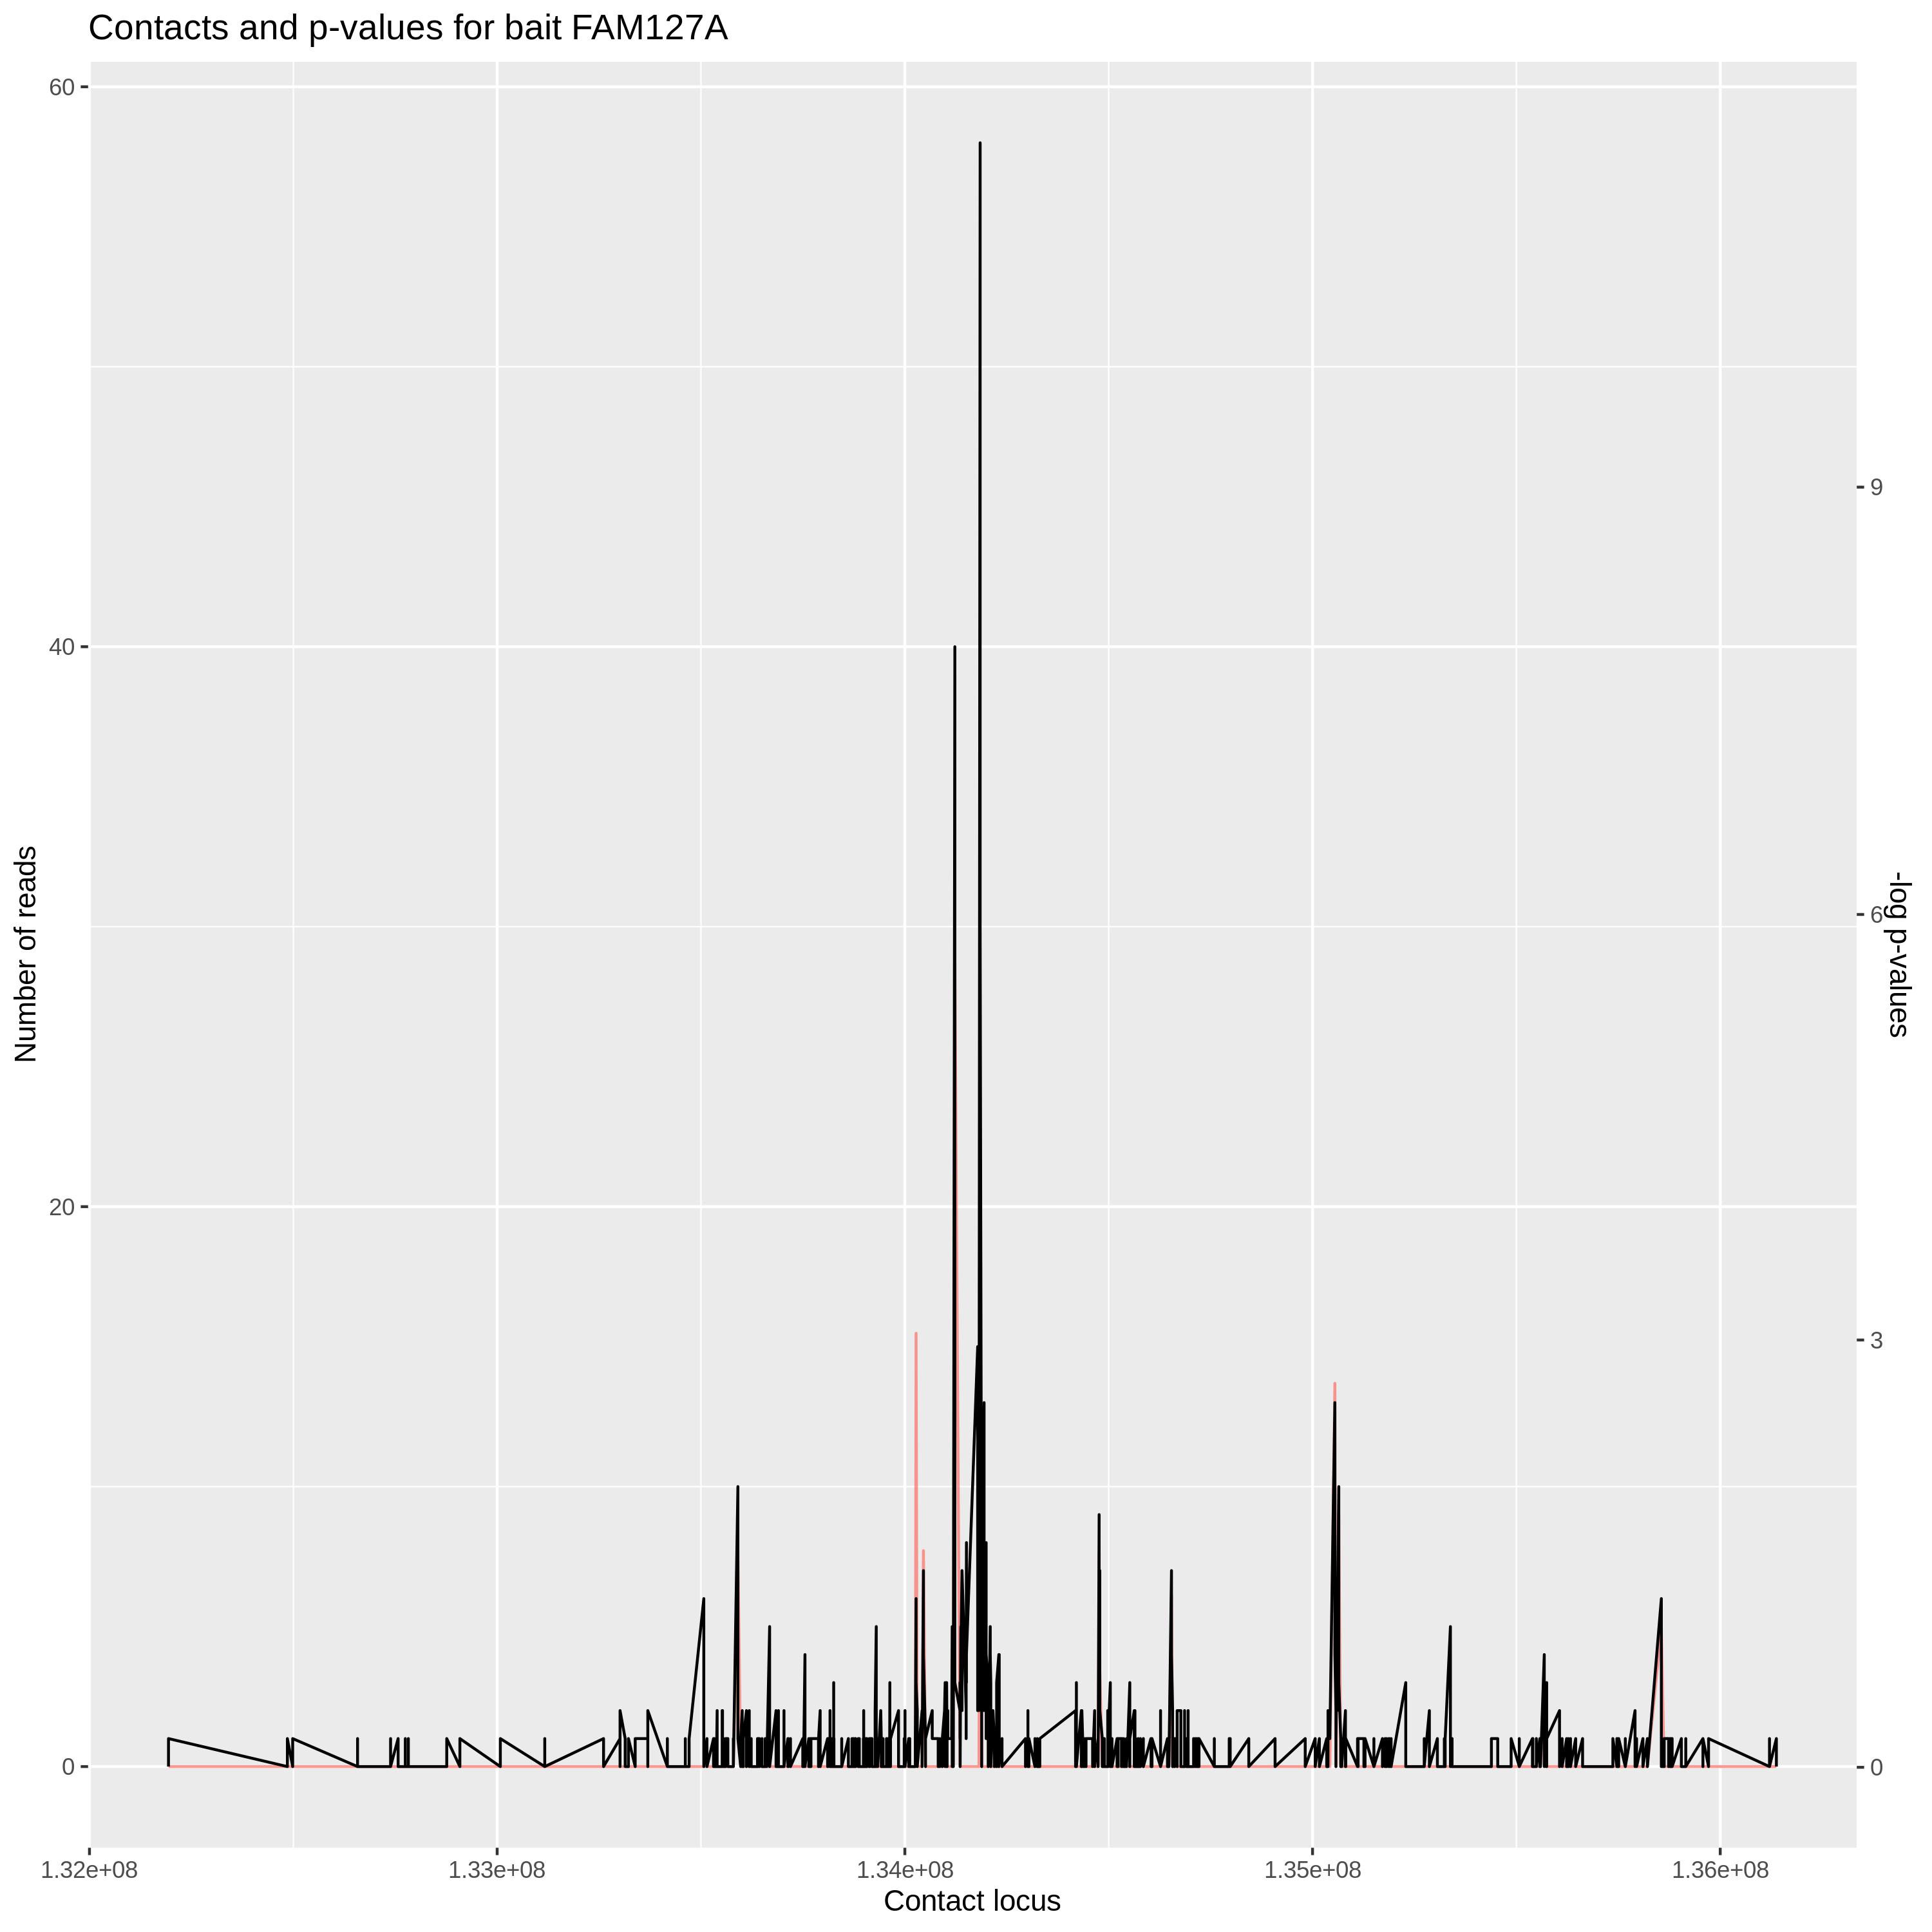 Contacts and p-values for bait FAM127A
60
40
20
0
Number of reads
9
6
3
0
-log p-values
1.32e+08
1.33e+08
1.34e+08
1.35e+08
1.36e+08
Contact locus